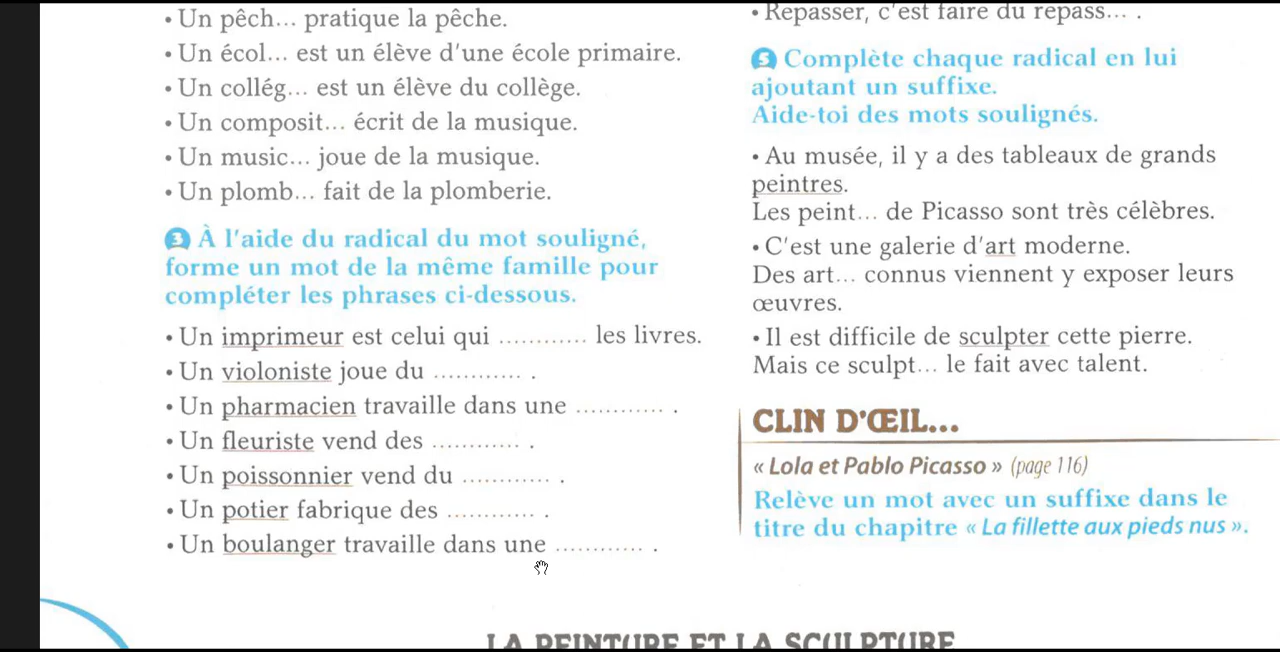 • Un pêch... pratique la pêche.
• Un écol... est un élève d'une école primaire.
• Un collég... est un élève du collège.
• Un composit... écrit de la musique.
• Un music... joue de la musique.
• Un plomb... fait de la plomberie.
3 À l'aide du radical du mot souligné,
forme un mot de la même famille pour
compléter les phrases ci-dessous.
• Un imprimeur est celui qui ............ les livres.
• Un violoniste joue du ............ .
• Un pharmacien travaille dans une ............ .
• Un fleuriste vend des ............ .
• Un poissonnier vend du ............ .
• Un potier fabrique des ............ .
• Un boulanger travaille dans une ............ .
• Repasser, c'est faire du repass... .
5 Complète chaque radical en lui
ajoutant un suffixe.
Aide-toi des mots soulignés.
• Au musée, il y a des tableaux de grands
peintres.
Les peint... de Picasso sont très célèbres.
• C'est une galerie d'art moderne.
Des art... connus viennent y exposer leurs
œuvres.
• Il est difficile de sculpter cette pierre.
Mais ce sculpt... le fait avec talent.
CLIN D'ŒIL...
« Lola et Pablo Picasso » (page 116)
Relève un mot avec un suffixe dans le
titre du chapitre « La fillette aux pieds nus ».
LA PEINTURE ET LA SCULPTURE